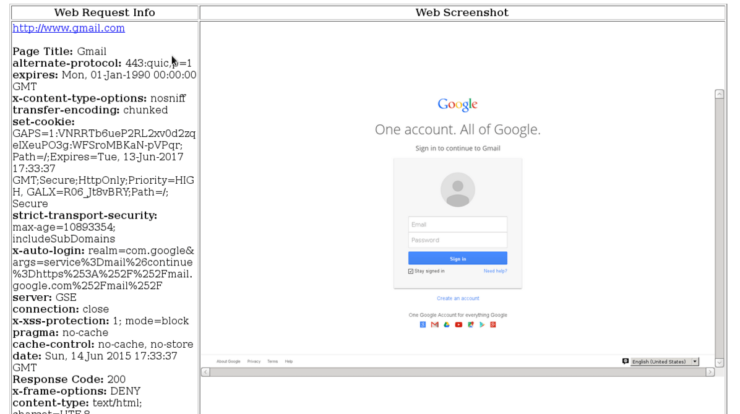 Web Request Info
http://www.gmail.com
Page Title: Gmail
alternate-protocol: 443:quic,p=1
expires: Mon, 01-Jan-1990 00:00:00
GMT
x-content-type-options: nosniff
transfer-encoding: chunked
set-cookie:
GAPS=1:VNRRTb6ueP2RL2xv0d2zq
eIXeuPO3g:WFSroMBKaN-pVPqr;
Path=/;Expires=Tue, 13-Jun-2017
17:33:37
GMT;Secure;HttpOnly;Priority=HIG
H, GALX=R06_Jt8vBRY;Path=/;
Secure
strict-transport-security:
max-age=10893354;
includeSubDomains
x-auto-login: realm=com.google&
args=service%3Dmail%26continue
%3Dhttps%253A%252F%252Fmail.
google.com%252Fmail%252F
server: GSE
connection: close
x-xss-protection: 1; mode=block
pragma: no-cache
cache-control: no-cache, no-store
date: Sun, 14 Jun 2015 17:33:37
GMT
Response Code: 200
x-frame-options: DENY
content-type: text/html;
charset=UTF-8
Web Screenshot
Google
One account. All of Google.
Sign in to continue to Gmail
Email
Password
Sign in
Stay signed in
Need help?
Create an account
One Google Account for everything Google
About Google Privacy Terms Help
English (United States)